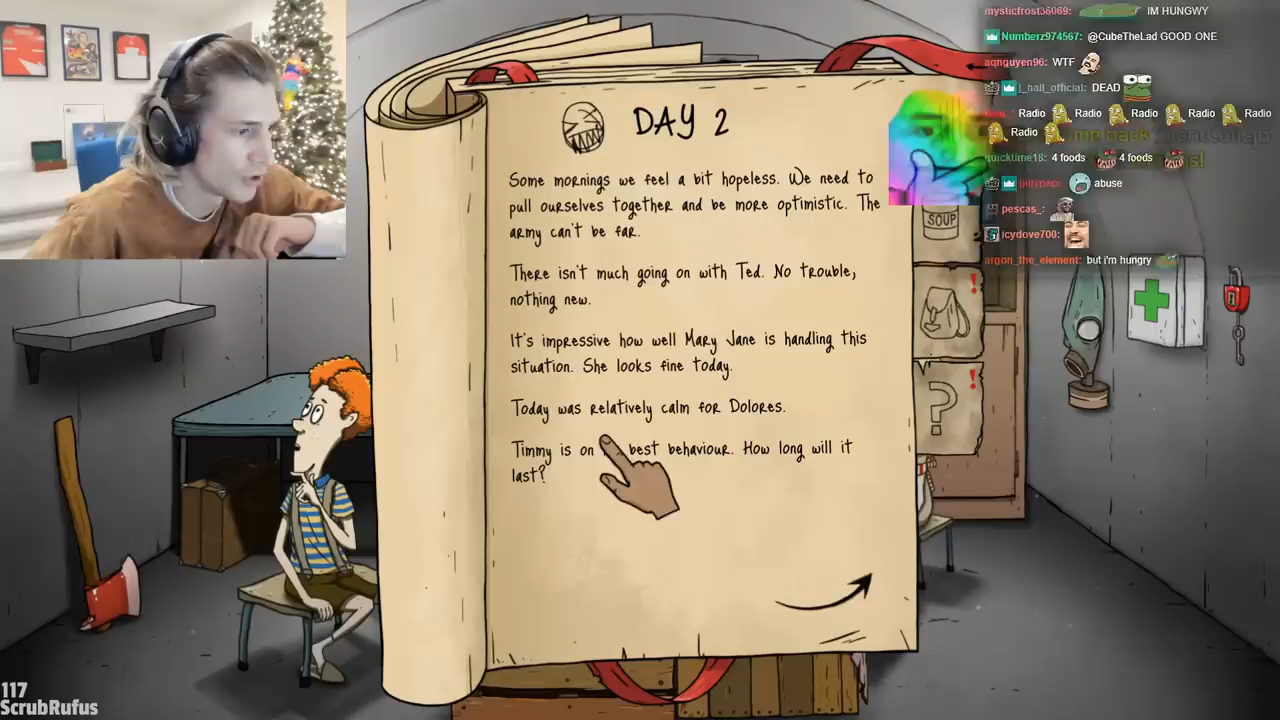 DAY 2
Some mornings we feel a bit hopeless. We need to
pull ourselves together and be more optimistic. The
army can't be far.
There isn't much going on with Ted. No trouble,
nothing new.
It's impressive how well Mary Jane is handling this
situation. She looks fine today.
Today was relatively calm for Dolores.
Timmy is on best behaviour. How long will it
last?
SOUP
?
!
!
mysticfrost36069: IM HUNGWY
Numberz974567: @CubeTheLad GOOD ONE
aqnguyen96: WTF
j_hall_official: DEAD
Radio Radio Radio Radio
Radio
quicktime18: 4 foods 4 foods
abuse
pescas_:
icydove700:
argon_the_element: but i'm hungry
117
ScrubRufus